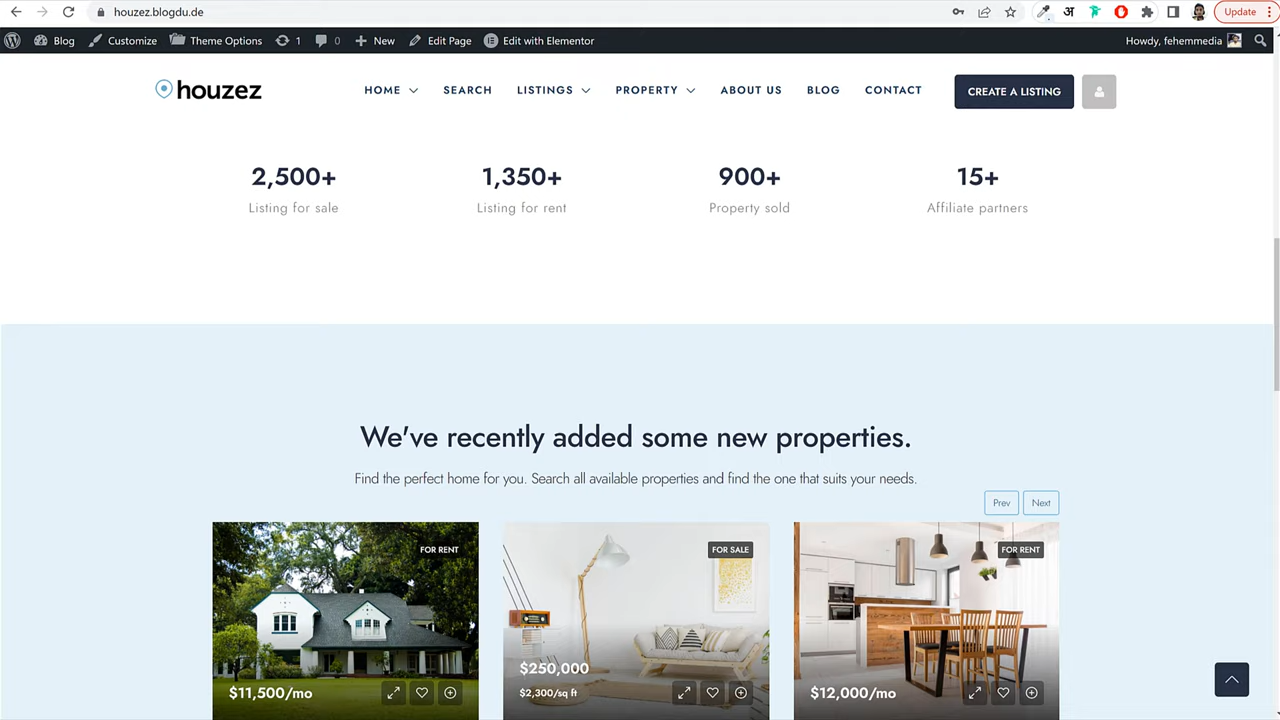 houzez.blogdu.de
अ
Update
Blog
Customize
Theme Options
1
0
New
Edit Page
Edit with Elementor
Howdy, fehemmedia
houzez
HOME
SEARCH
LISTINGS
PROPERTY
ABOUT US
BLOG
CONTACT
CREATE A LISTING
2,500+
1,350+
900+
15+
Listing for sale
Listing for rent
Property sold
Affiliate partners
We've recently added some new properties.
Find the perfect home for you. Search all available properties and find the one that suits your needs.
Prev
Next
FOR RENT
FOR SALE
FOR RENT
$250,000
$11,500/mo
$2,300/sq ft
$12,000/mo